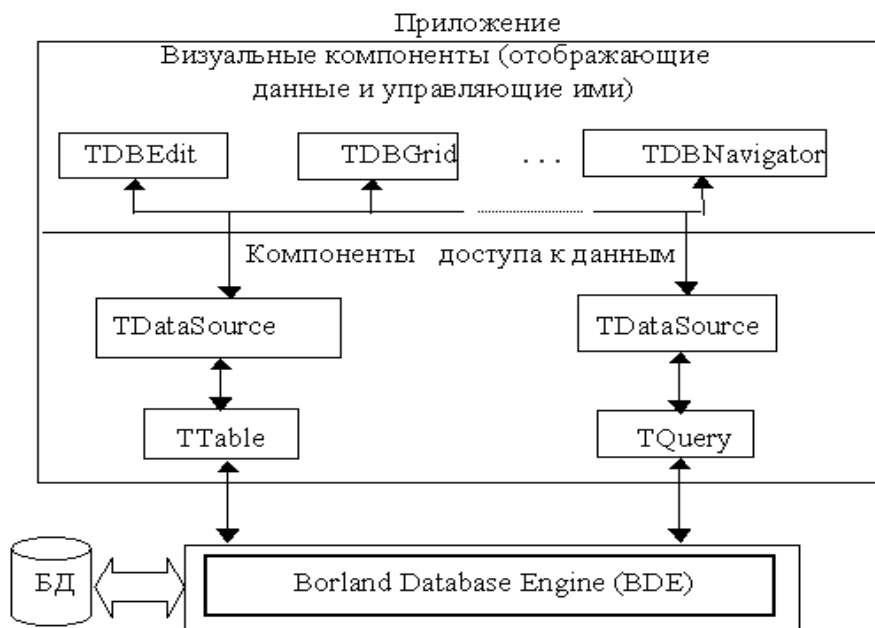 Приложение
Визуальные компоненты (отображающие
данные и управляющие ими)
TDBEdit
TDBGrid
...
TDBNavigator
Компоненты доступа к данным
TDataSource
TDataSource
TTable
TQuery
БД
Borland Database Engine (BDE)